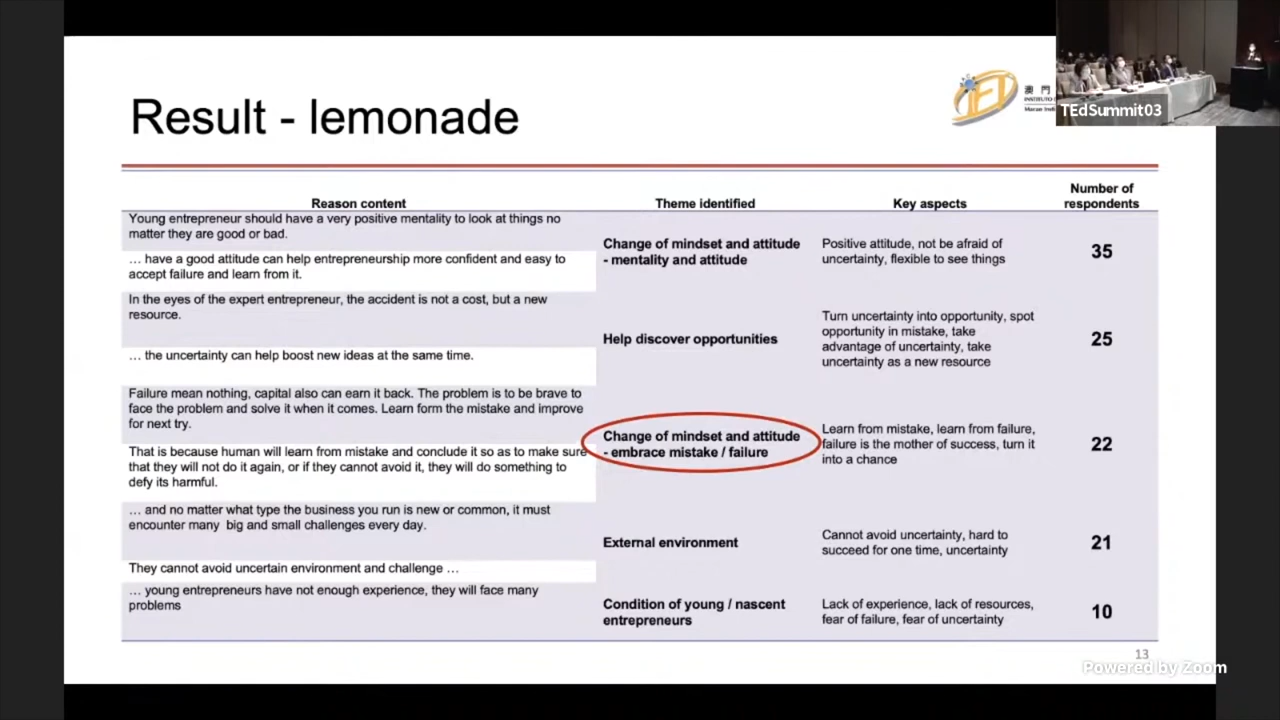 Result - lemonade
澳 門
INSTITUTO
TEdSummit03
Reason content
Theme identified
Key aspects
Number of
respondents
Young entrepreneur should have a very positive mentality to look at things no
matter they are good or bad.
… have a good attitude can help entrepreneurship more confident and easy to
accept failure and learn from it.
Change of mindset and attitude
- mentality and attitude
Positive attitude, not be afraid of
uncertainty, flexible to see things
35
In the eyes of the expert entrepreneur, the accident is not a cost, but a new
resource.
… the uncertainty can help boost new ideas at the same time.
Help discover opportunities
Turn uncertainty into opportunity, spot
opportunity in mistake, take
advantage of uncertainty, take
uncertainty as a new resource
25
Failure mean nothing, capital also can earn it back. The problem is to be brave to
face the problem and solve it when it comes. Learn form the mistake and improve
for next try.
That is because human will learn from mistake and conclude it so as to make sure
that they will not do it again, or if they cannot avoid it, they will do something to
defy its harmful.
Change of mindset and attitude
- embrace mistake / failure
Learn from mistake, learn from failure,
failure is the mother of success, turn it
into a chance
22
… and no matter what type the business you run is new or common, it must
encounter many big and small challenges every day.
They cannot avoid uncertain environment and challenge …
External environment
Cannot avoid uncertainty, hard to
succeed for one time, uncertainty
21
… young entrepreneurs have not enough experience, they will face many
problems
Condition of young / nascent
entrepreneurs
Lack of experience, lack of resources,
fear of failure, fear of uncertainty
10
13
Powered by Zoom